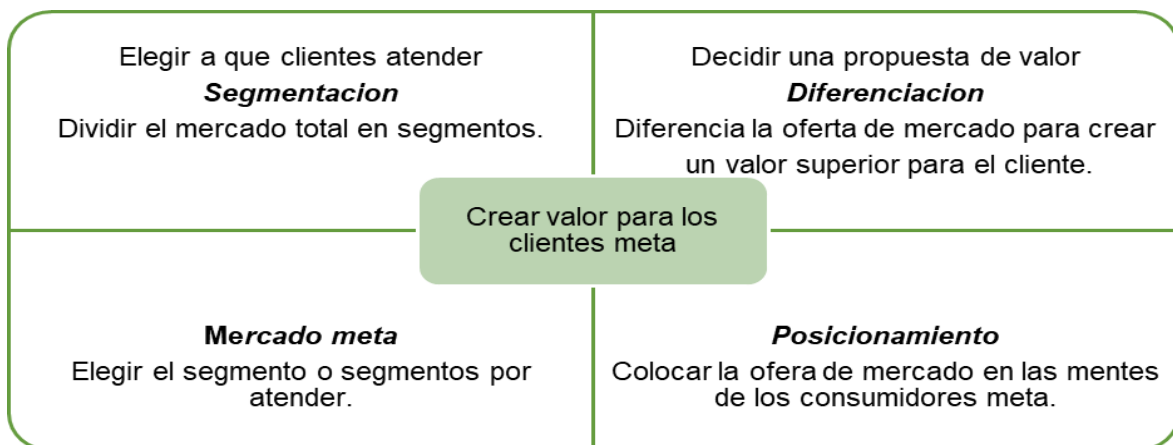 Elegir a que clientes atender
Segmentacion
Dividir el mercado total en segmentos.
Decidir una propuesta de valor
Diferenciacion
Diferencia la oferta de mercado para crear
un valor superior para el cliente.
Crear valor para los
clientes meta
Mercado meta
Elegir el segmento o segmentos por
atender.
Posicionamiento
Colocar la ofera de mercado en las mentes
de los consumidores meta.